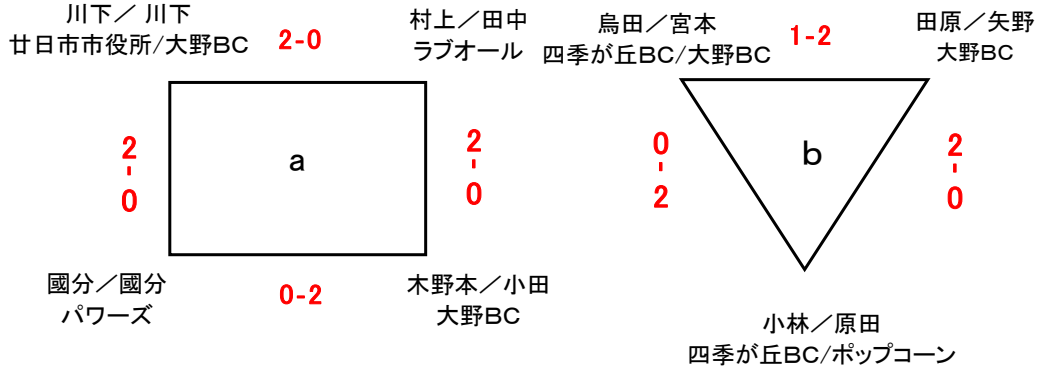 川下／ 川下
廿日市市役所/大野BC
2-0
村上／田中
ラブオール
2-0
a
2-0
國分／國分
パワーズ
0-2
木野本／小田
大野BC
烏田／宮本
四季が丘BC/大野BC
1-2
田原／矢野
大野BC
0-2
b
2-0
小林／原田
四季が丘BC/ポップコーン